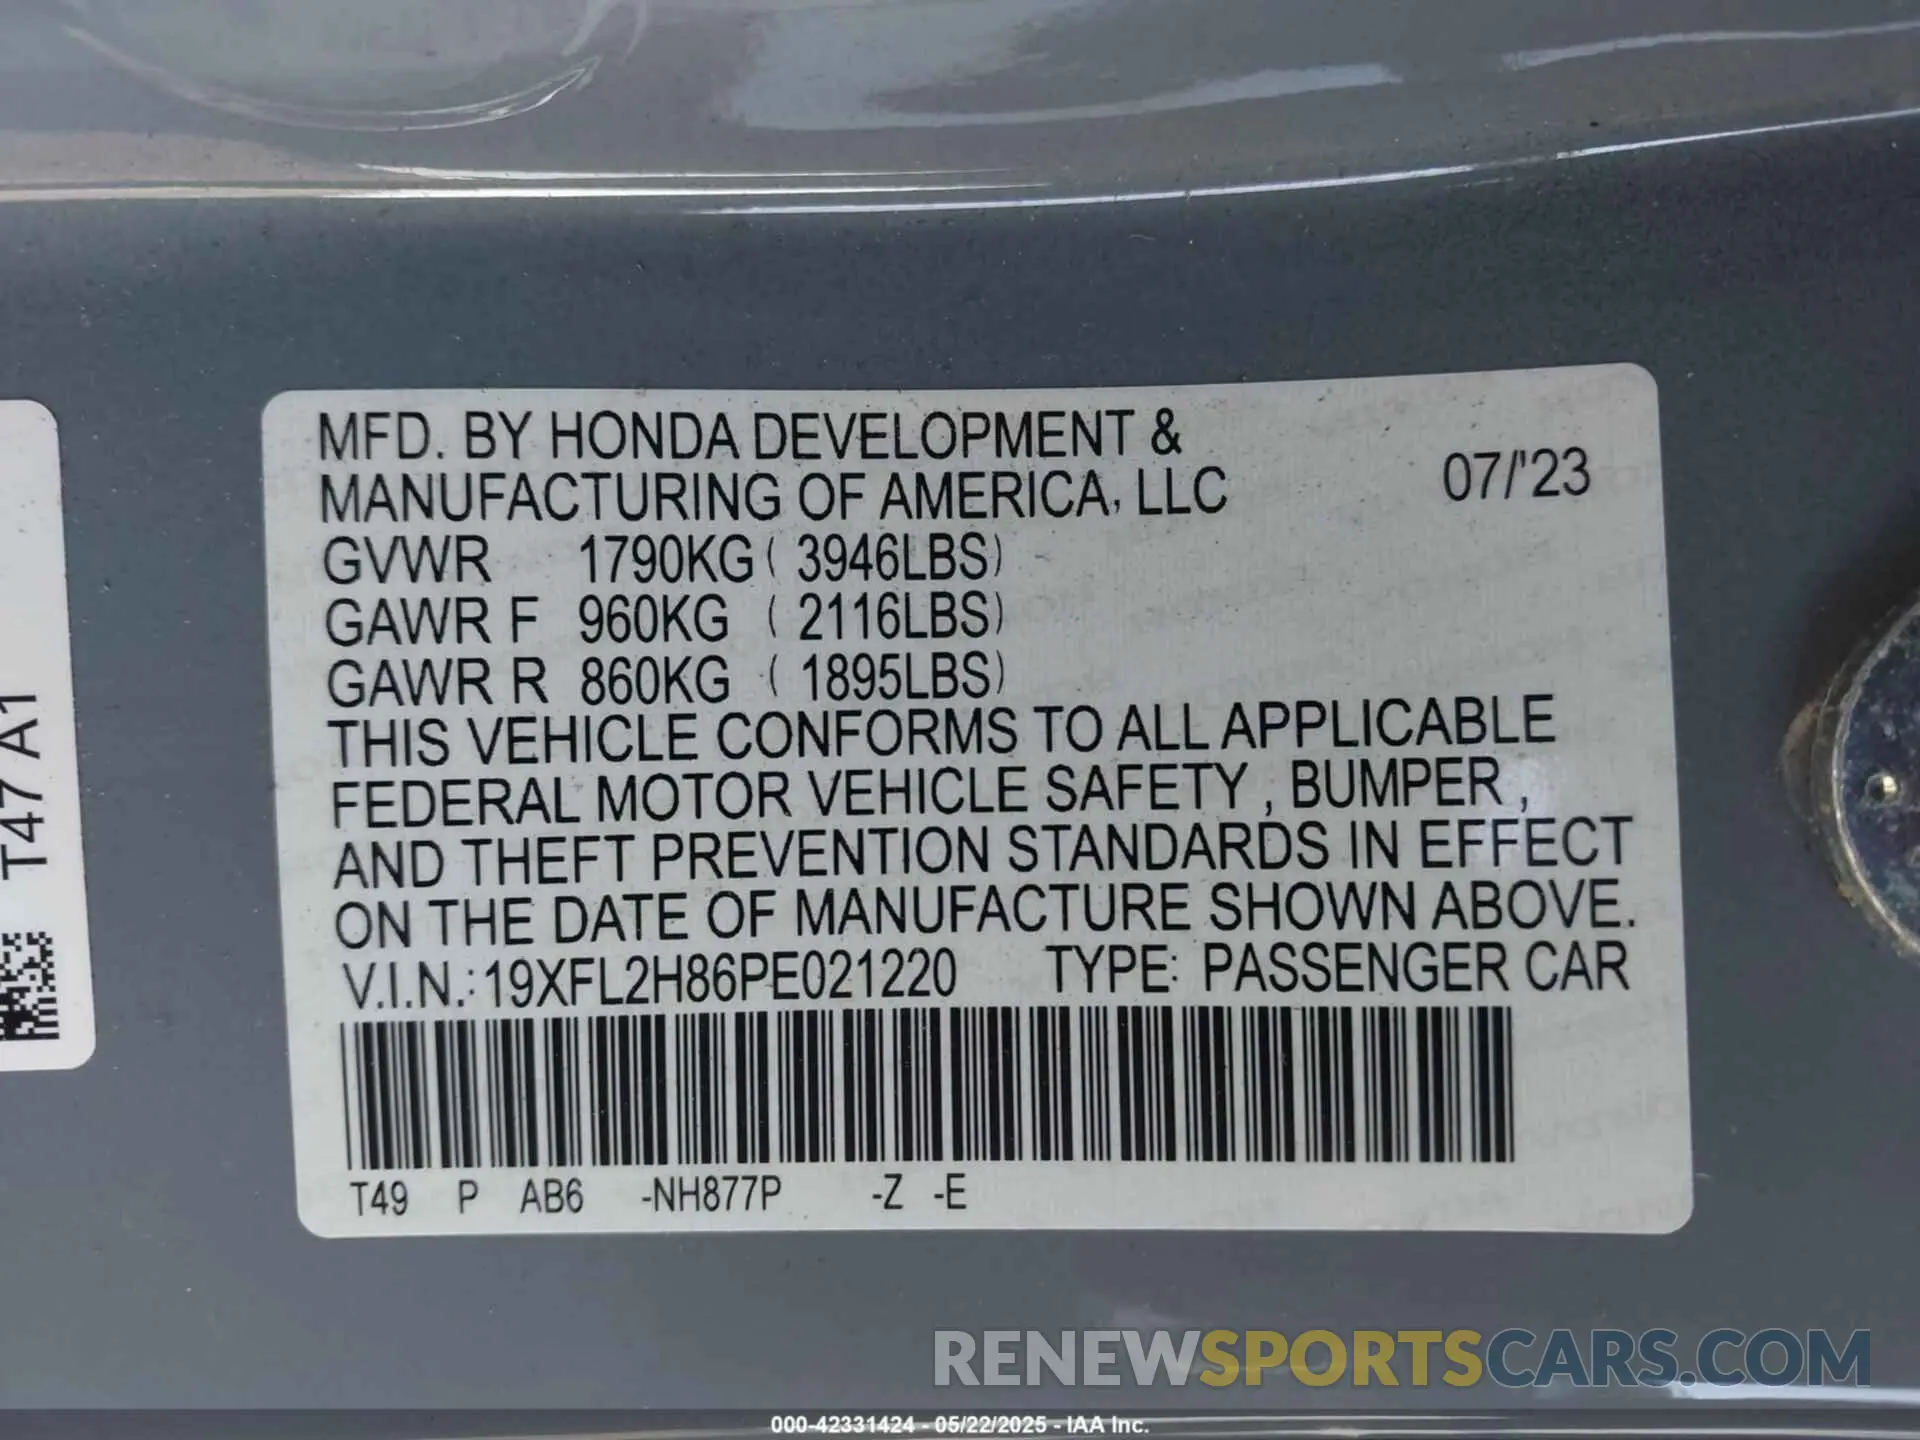 MFD. BY HONDA DEVELOPMENT &
MANUFACTURING OF AMERICA, LLC 07/'23
GVWR 1790KG ( 3946LBS)
GAWR F 960KG ( 2116LBS)
GAWR R 860KG ( 1895LBS)
THIS VEHICLE CONFORMS TO ALL APPLICABLE
FEDERAL MOTOR VEHICLE SAFETY , BUMPER ,
AND THEFT PREVENTION STANDARDS IN EFFECT
ON THE DATE OF MANUFACTURE SHOWN ABOVE.
V.I.N.: 19XFL2H86PE021220 TYPE: PASSENGER CAR
T49 P AB6 -NH877P -Z -E
T47 A1
RENEWSPORTSCARS.COM
000-42331424 - 05/22/2025 - IAA Inc.